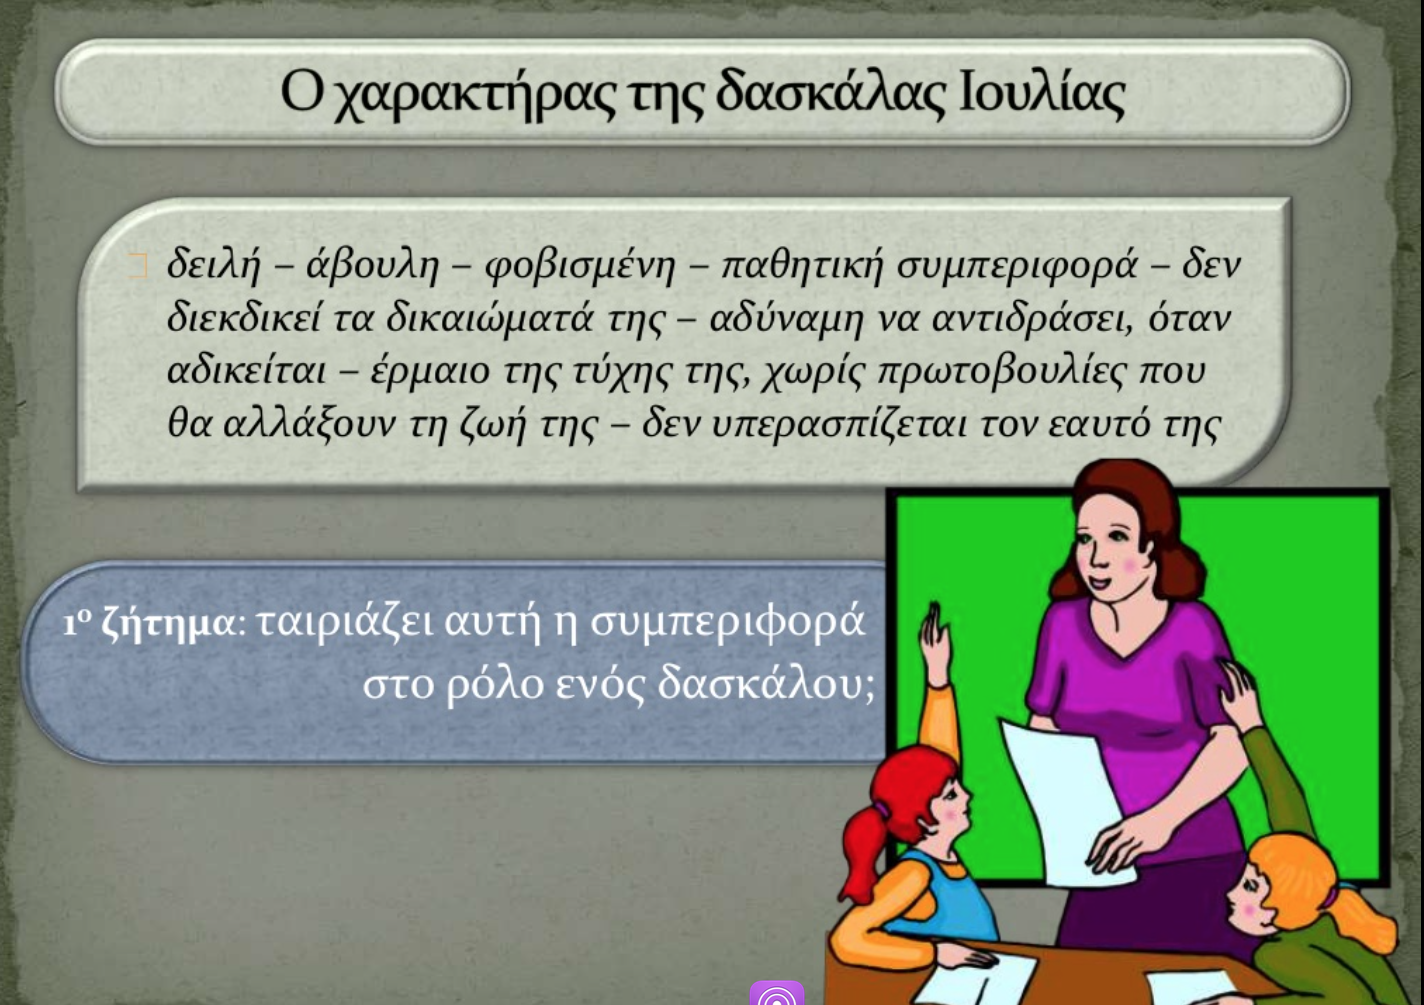 Ο χαρακτήρας της δασκάλας Ιουλίας
δειλή – άβουλη – φοβισμένη – παθητική συμπεριφορά – δεν
διεκδικεί τα δικαιώματά της – αδύναμη να αντιδράσει, όταν
αδικείται – έρμαιο της τύχης της, χωρίς πρωτοβουλίες που
θα αλλάξουν τη ζωή της – δεν υπερασπίζεται τον εαυτό της
1ο ζήτημα: ταιριάζει αυτή η συμπεριφορά
στο ρόλο ενός δασκάλου;